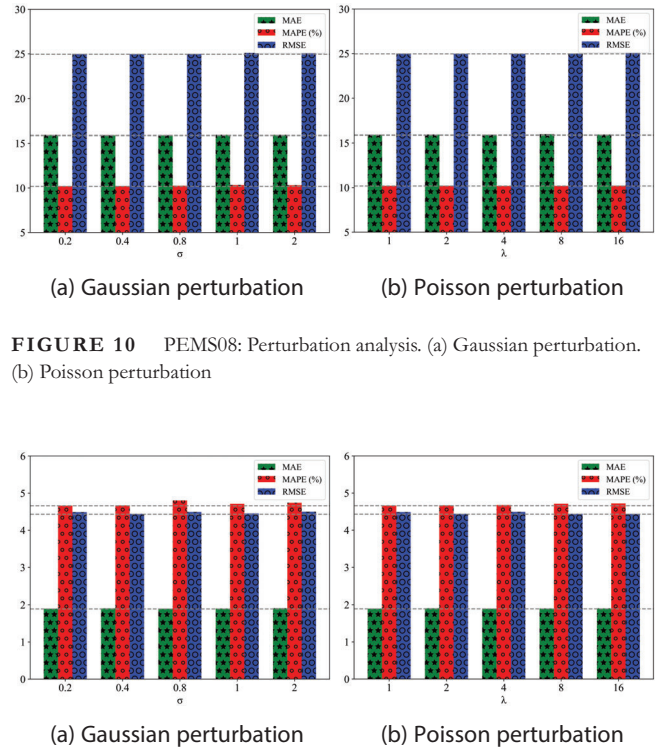 30
25
20
15
10
5
MAE
MAPE (%)
RMSE
0.2 0.4 0.8 1 2
σ
(a) Gaussian perturbation
30
25
20
15
10
5
MAE
MAPE (%)
RMSE
1 2 4 8 16
λ
(b) Poisson perturbation
FIGURE 10 PEMS08: Perturbation analysis. (a) Gaussian perturbation.
(b) Poisson perturbation
6
5
4
3
2
1
0
MAE
MAPE (%)
RMSE
0.2 0.4 0.8 1 2
σ
(a) Gaussian perturbation
6
5
4
3
2
1
0
MAE
MAPE (%)
RMSE
1 2 4 8 16
λ
(b) Poisson perturbation